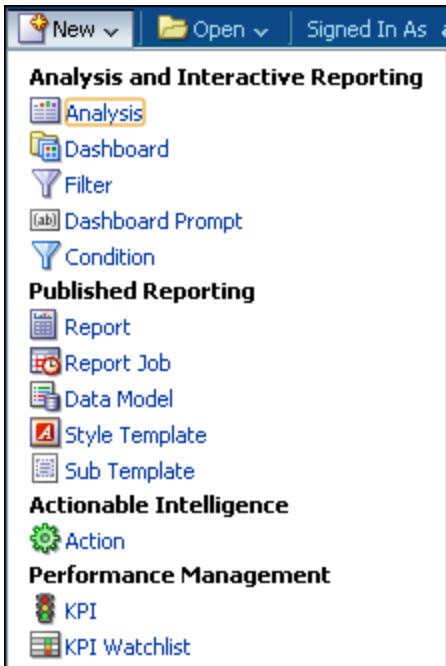 New Open Signed In As
Analysis and Interactive Reporting
Analysis
Dashboard
Filter
(ab) Dashboard Prompt
Condition
Published Reporting
Report
Report Job
Data Model
Style Template
Sub Template
Actionable Intelligence
Action
Performance Management
KPI
KPI Watchlist